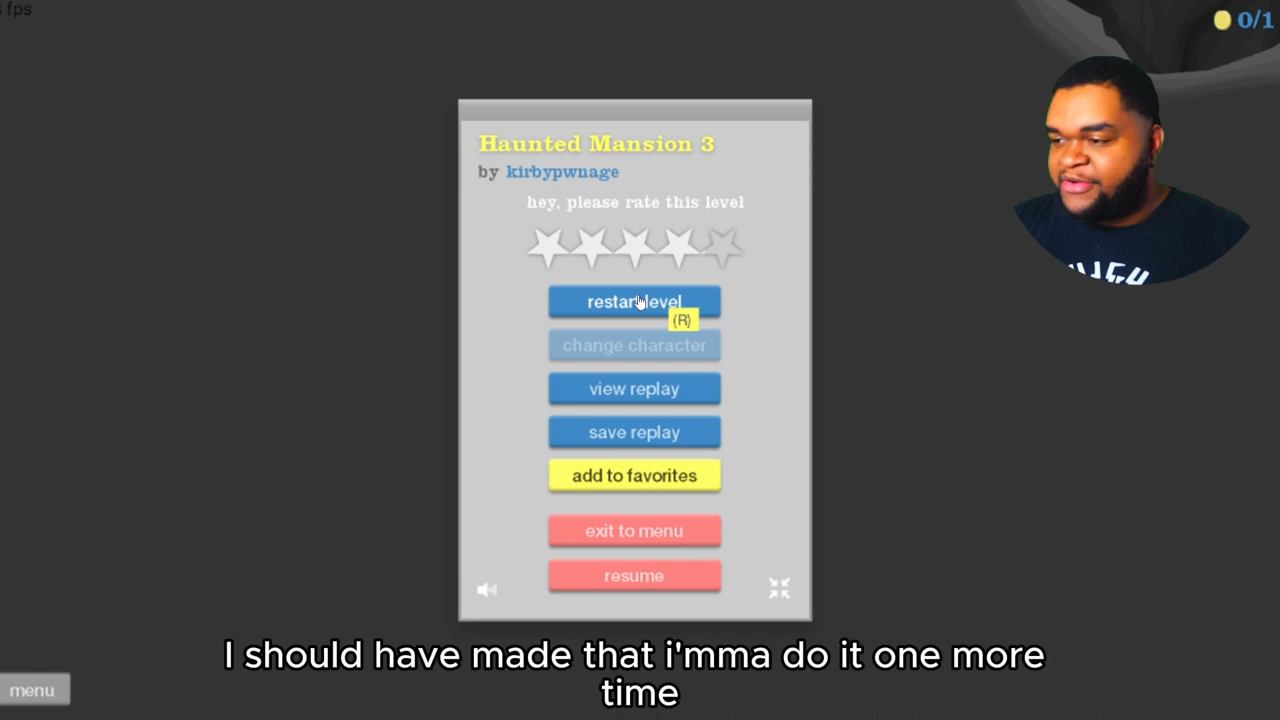 fps
0/1
Haunted Mansion 3
by kirbypwnage
hey, please rate this level
restart level
(R)
change character
view replay
save replay
add to favorites
exit to menu
resume
I should have made that i'mma do it one more
time
menu